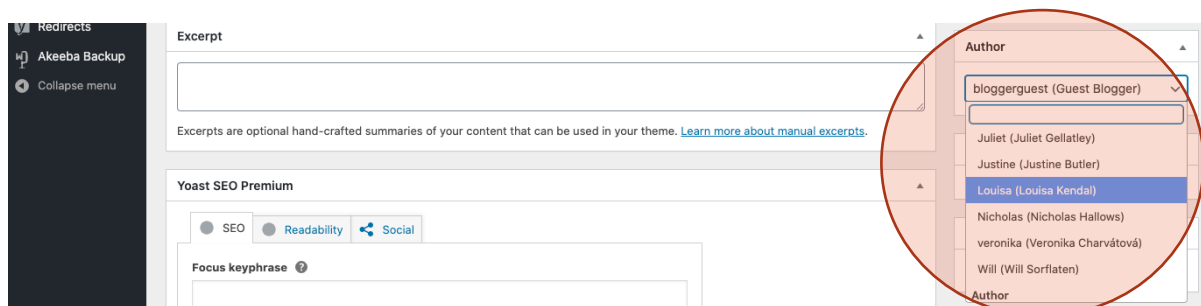 Redirects
Akeeba Backup
Collapse menu
Excerpt
Excerpts are optional hand-crafted summaries of your content that can be used in your theme. Learn more about manual excerpts.
Yoast SEO Premium
SEO
Readability
Social
Focus keyphrase
Author
bloggerguest (Guest Blogger)
Juliet (Juliet Gellatley)
Justine (Justine Butler)
Louisa (Louisa Kendal)
Nicholas (Nicholas Hallows)
veronika (Veronika Charvátová)
Will (Will Sorflaten)
Author